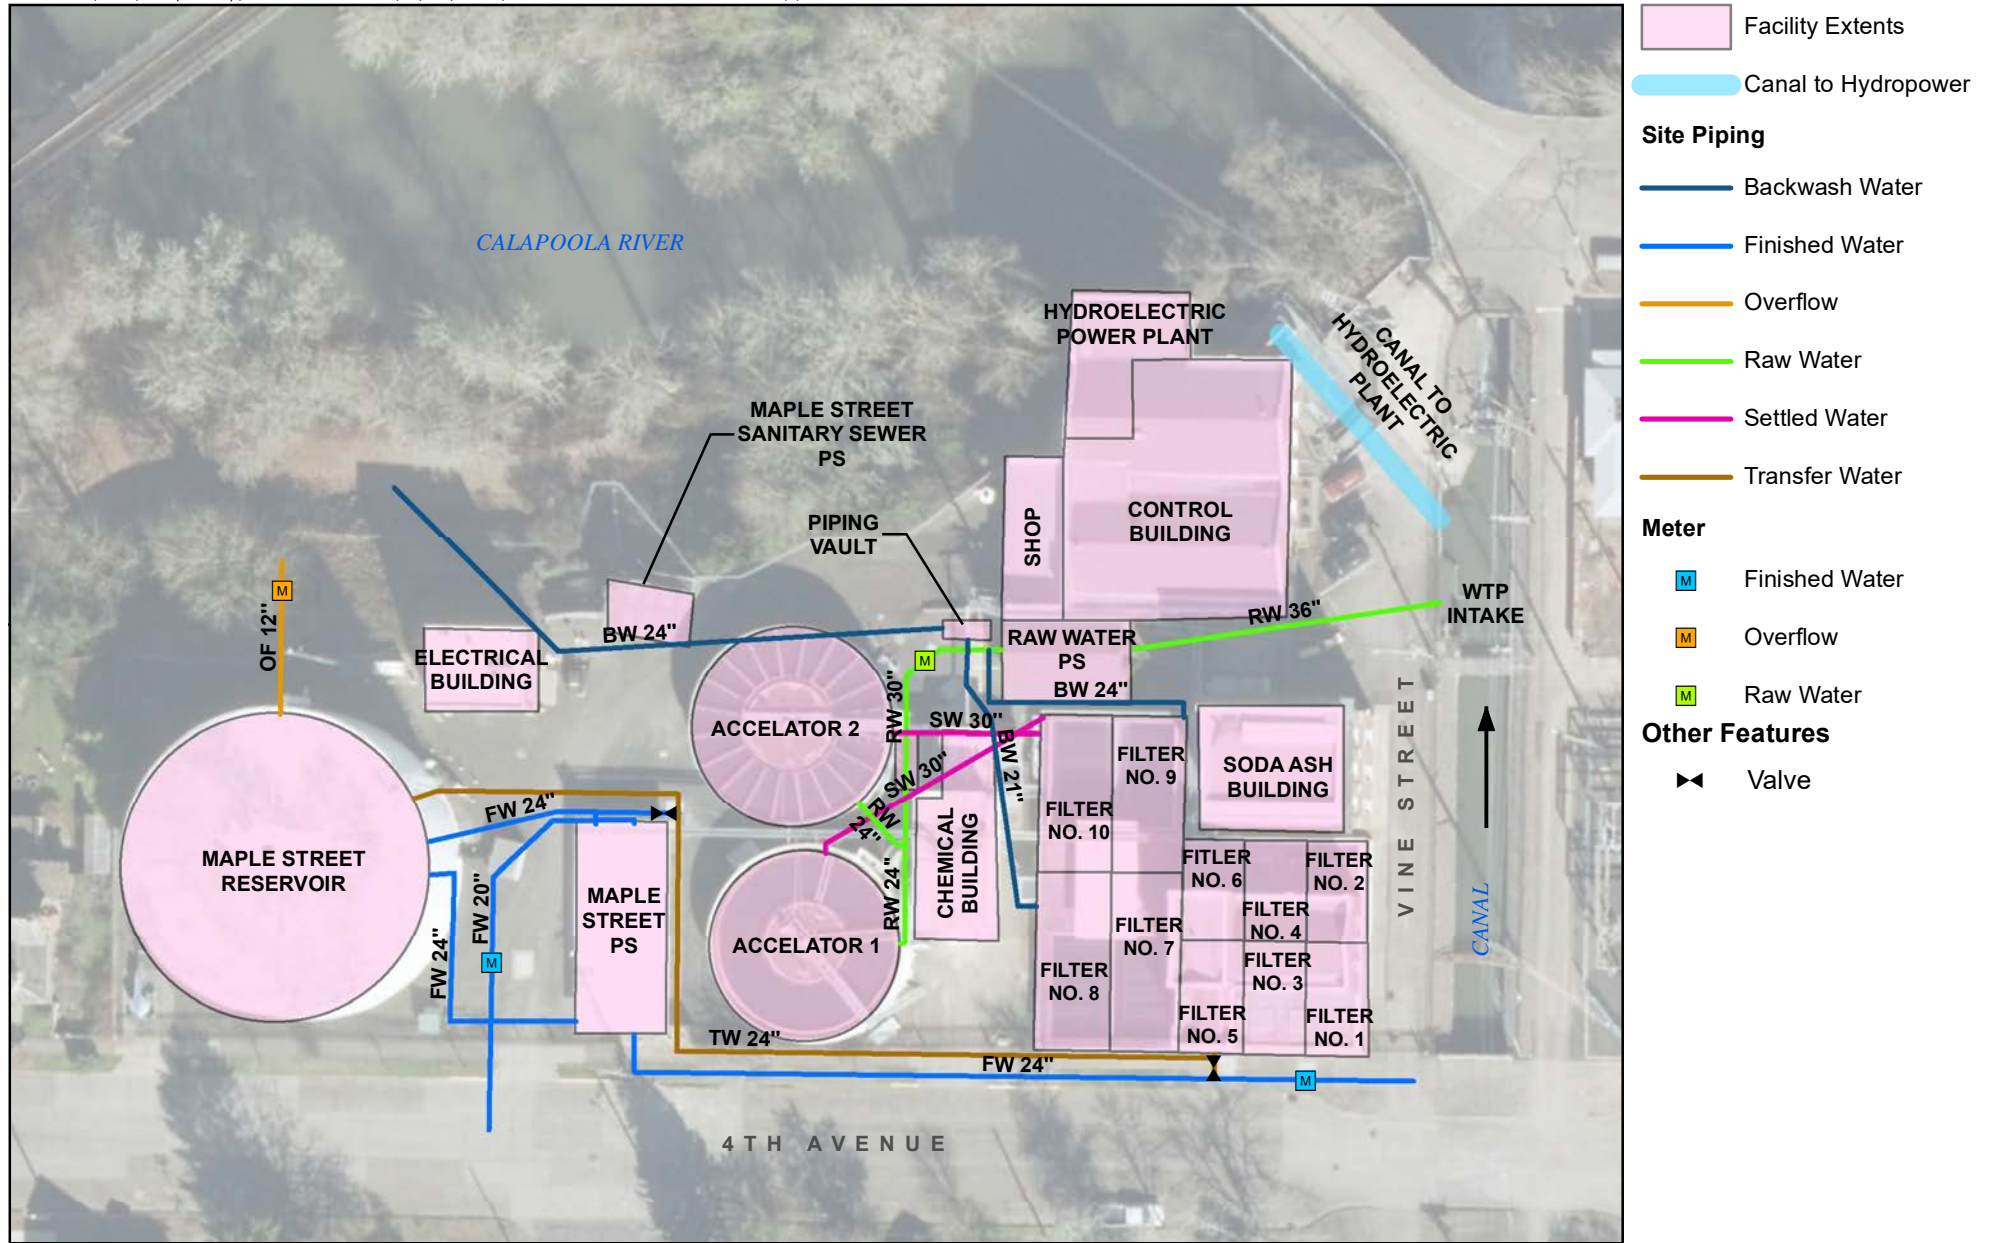 CALAPOOLA RIVER
HYDROELECTRIC
POWER PLANT
CANAL TO
HYDROELECTRIC
PLANT
MAPLE STREET
SANITARY SEWER
PS
PIPING
VAULT
SHOP
CONTROL
BUILDING
WTP
INTAKE
RW 36"
M
OF 12"
BW 24"
ELECTRICAL
BUILDING
RAW WATER
PS
M
BW 24"
RW 30"
SW 30"
ACCELATOR 2
BW 21"
FILTER
NO. 9
SODA ASH
BUILDING
SW 30"
FW 24"
RW
24"
FILTER
NO. 10
MAPLE STREET
RESERVOIR
CHEMICAL
BUILDING
FITLER
NO. 6
FILTER
NO. 2
VINE STREET
CANAL
FW 20"
MAPLE
STREET
PS
RW 24"
FILTER
NO. 4
FILTER
NO. 7
ACCELATOR 1
M
FW 24"
FILTER
NO. 8
FILTER
NO. 3
FILTER
NO. 5
FILTER
NO. 1
TW 24"
FW 24"
M
4TH AVENUE
Facility Extents
Canal to Hydropower
Site Piping
Backwash Water
Finished Water
Overflow
Raw Water
Settled Water
Transfer Water
Meter
M Finished Water
M Overflow
M Raw Water
Other Features
Valve